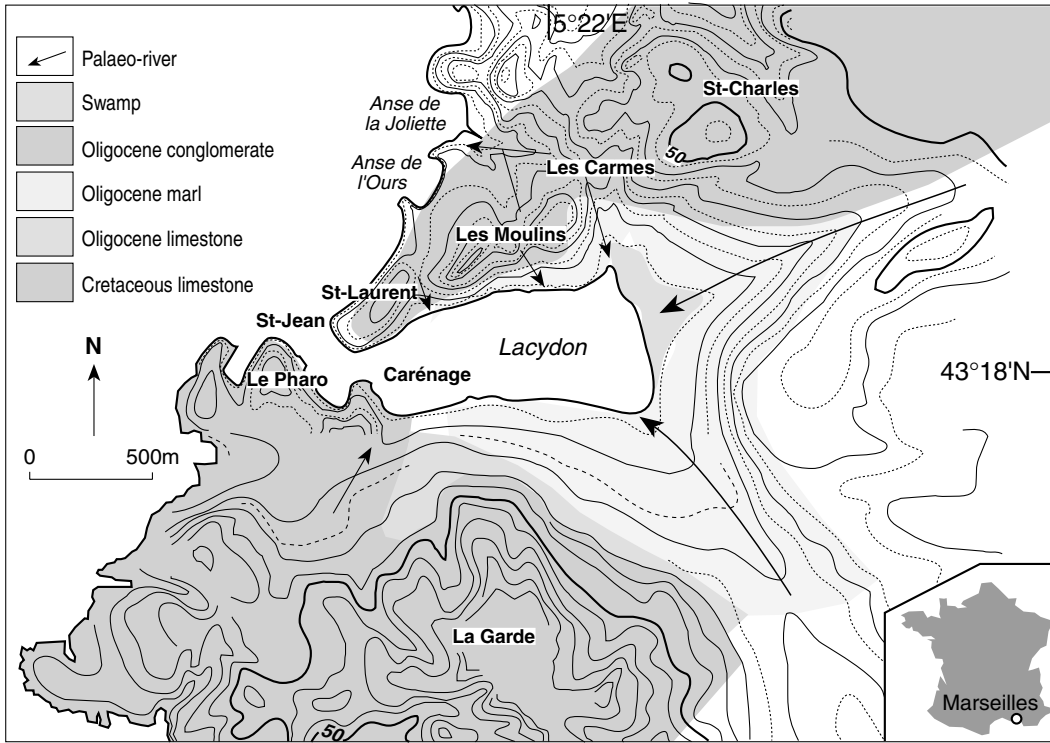 5°22'E
Palaeo-river
Swamp
Oligocene conglomerate
Oligocene marl
Oligocene limestone
Cretaceous limestone
St-Charles
Anse de
la Joliette
50
Anse de
l'Ours
Les Carmes
Les Moulins
St-Laurent
St-Jean
Lacydon
N
Le Pharo
Carénage
43°18'N
0 500m
La Garde
50
Marseilles